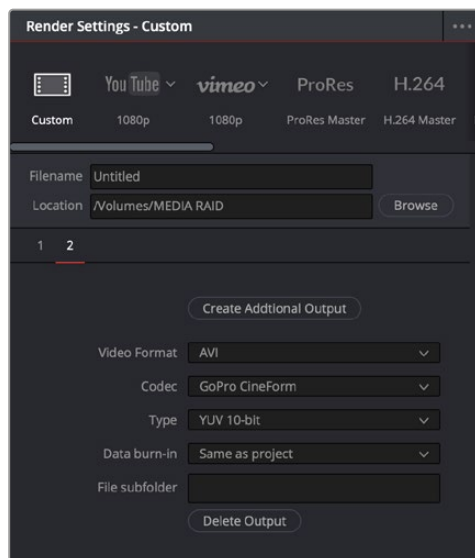 Render Settings - Custom
YouTube vimeo ProRes H.264
Custom 1080p 1080p ProRes Master H.264 Master
Filename Untitled
Location /Volumes/MEDIA RAID Browse
1 2
Create Addtional Output
Video Format AVI
Codec GoPro CineForm
Type YUV 10-bit
Data burn-in Same as project
File subfolder
Delete Output